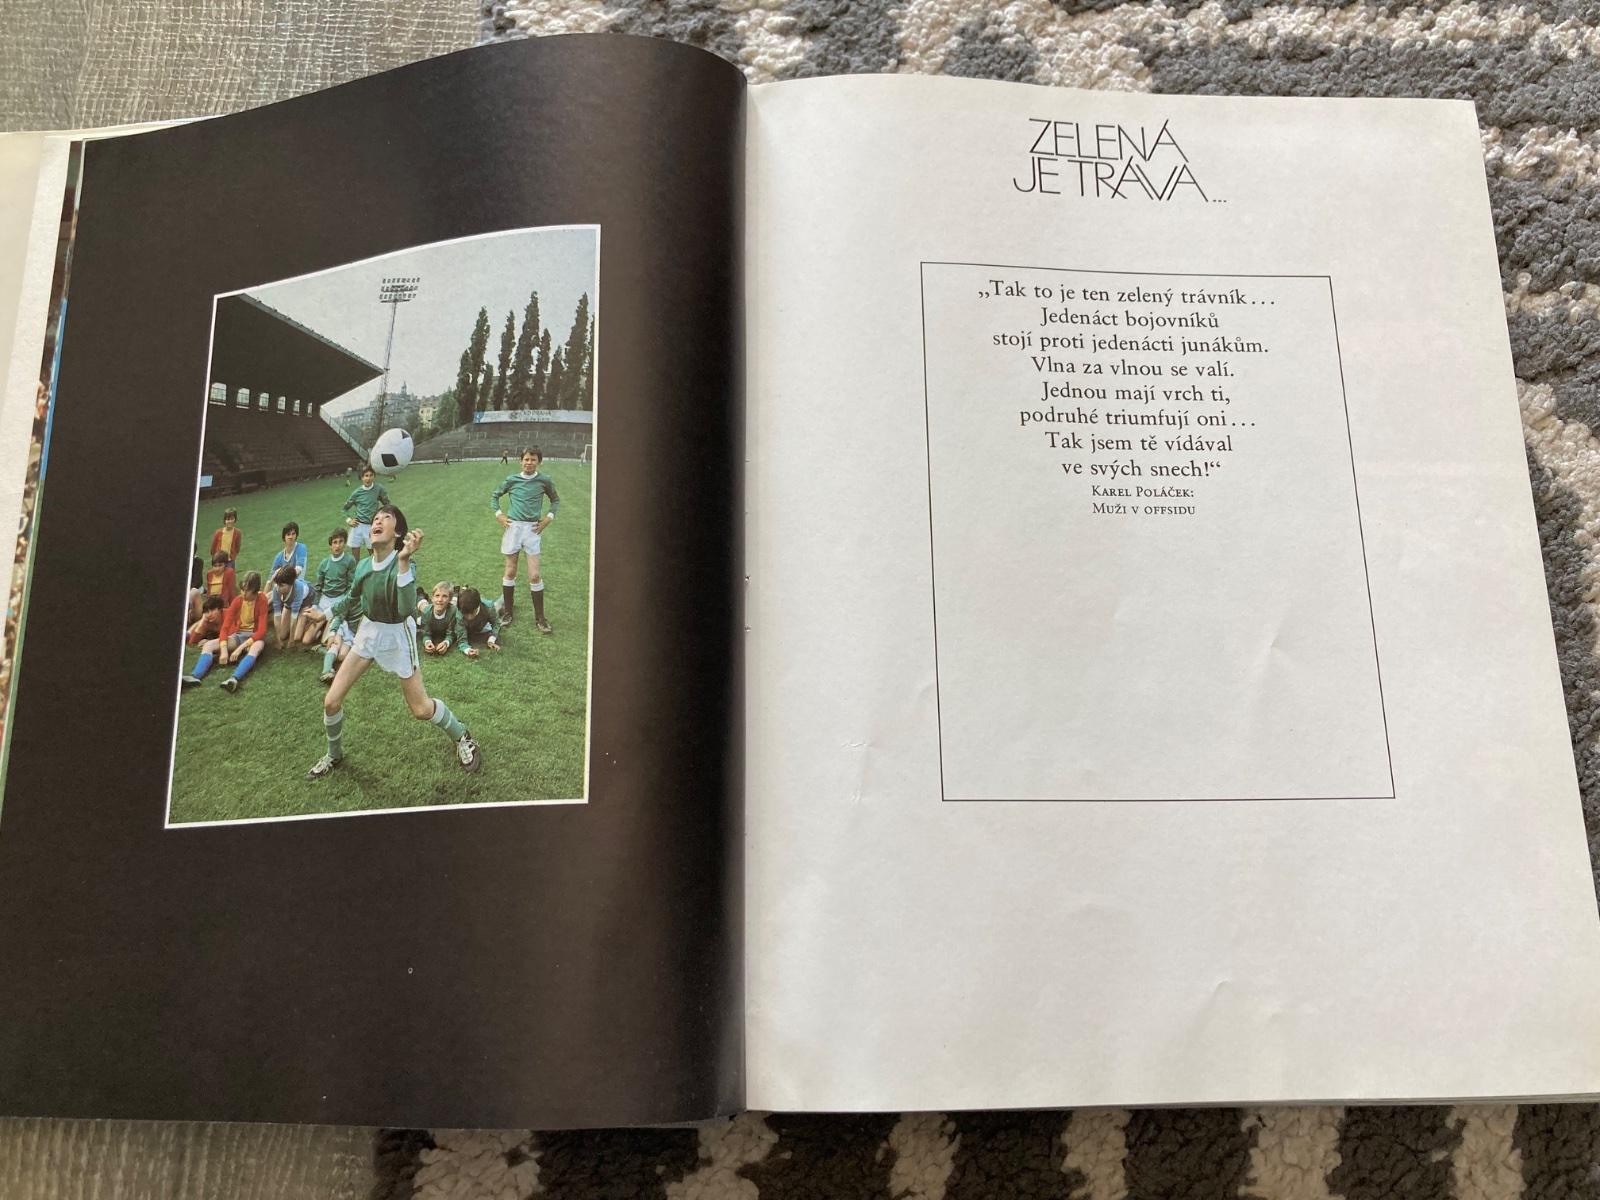 ZELENÁ
JE TRÁVA...
„Tak to je ten zelený trávník...
Jedenáct bojovníků
stojí proti jedenácti junákům.
Vlna za vlnou se valí.
Jednou mají vrch ti,
podruhé triumfují oni...
Tak jsem tě vídával
ve svých snech!“
KAREL POLÁČEK:
MUŽI V OFFSIDU